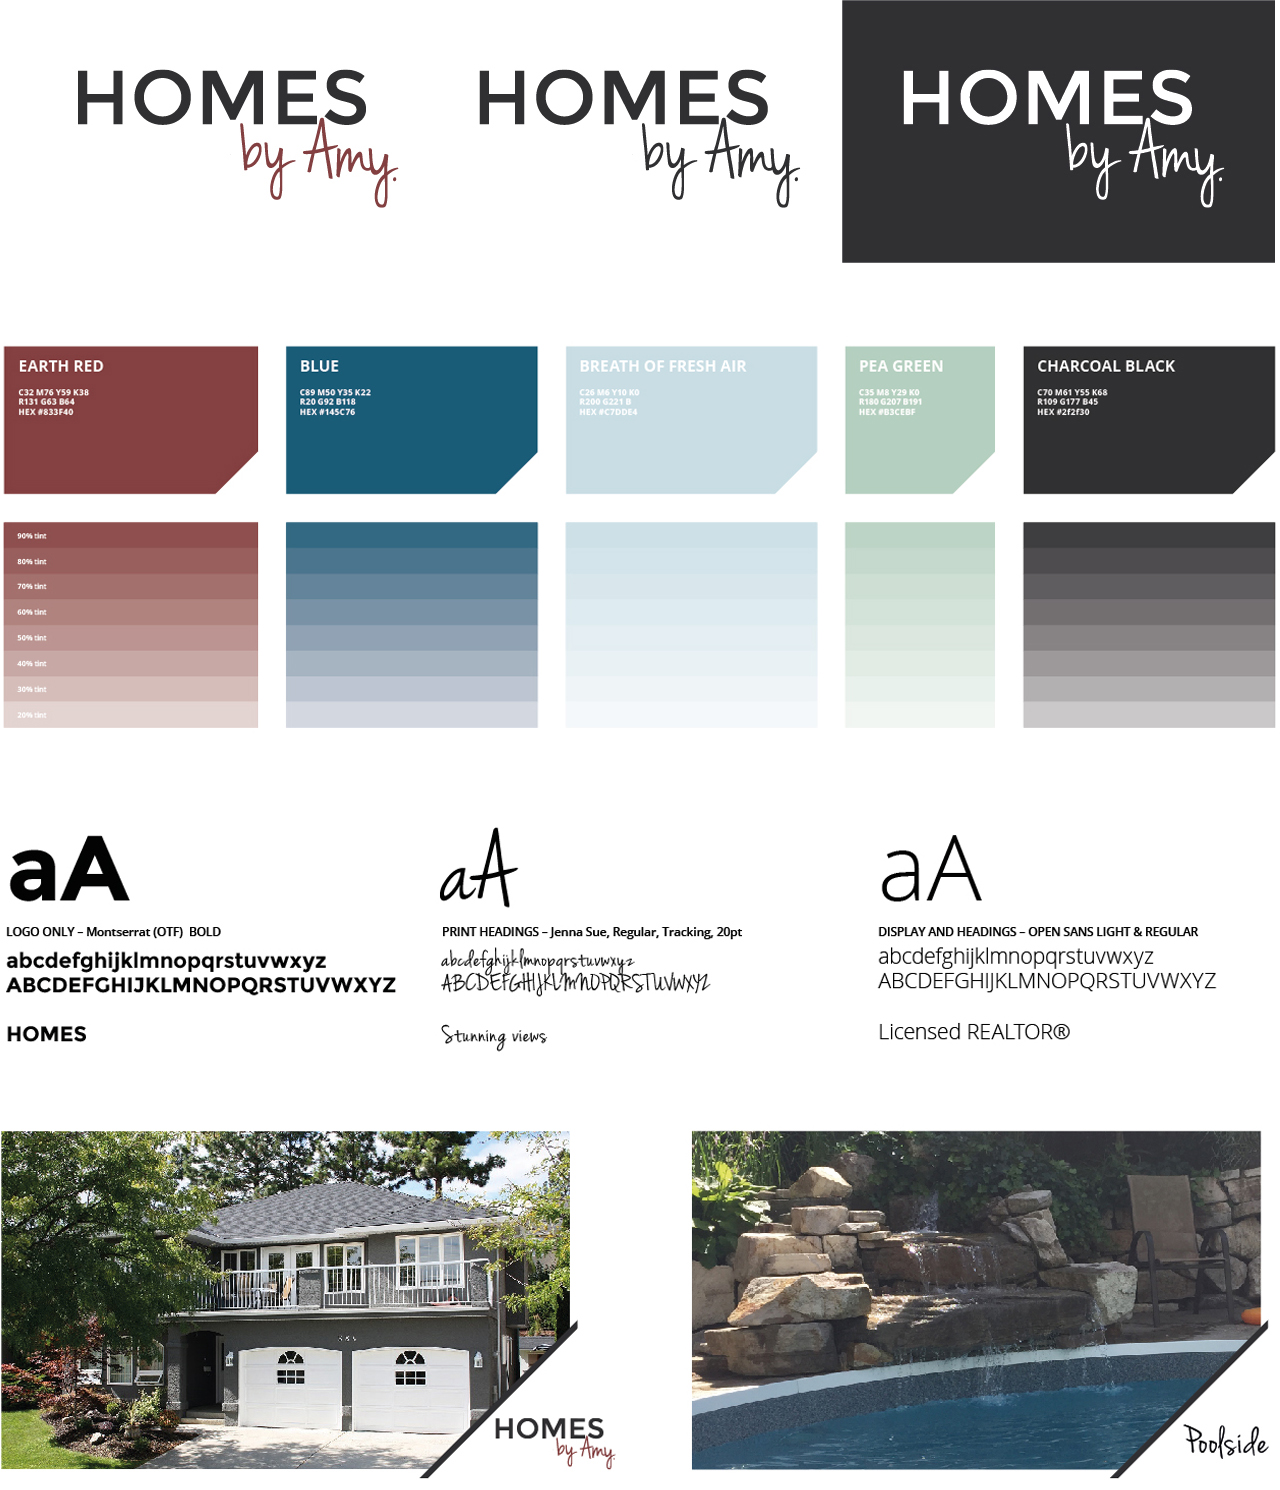 HOMES
by Amy.
HOMES
by Amy.
HOMES
by Amy.
EARTH RED
C32 M76 Y59 K38
R131 G63 B64
HEX #833F40
BLUE
C89 M50 Y35 K22
R20 G92 B118
HEX #145C76
BREATH OF FRESH AIR
C26 M6 Y10 K0
R200 G221 B
HEX #C7DDE4
PEA GREEN
C35 M8 Y29 K0
R180 G207 B191
HEX #B3CEBF
CHARCOAL BLACK
C70 M61 Y55 K68
R109 G177 B45
HEX #2f2f30
90% tint
80% tint
70% tint
60% tint
50% tint
40% tint
30% tint
20% tint
aA
LOGO ONLY – Montserrat (OTF) BOLD
abcdefghijklmnopqrstuvwxyz
ABCDEFGHIJKLMNOPQRSTUVWXYZ
HOMES
aA
PRINT HEADINGS – Jenna Sue, Regular, Tracking, 20pt
abcdefghijklmnopqrstuvwxyz
ABCDEFGHIJKLMNOPQRSTUVWXYZ
Stunning views
aA
DISPLAY AND HEADINGS – OPEN SANS LIGHT & REGULAR
abcdefghijklmnopqrstuvwxyz
ABCDEFGHIJKLMNOPQRSTUVWXYZ
Licensed REALTOR®
HOMES
by Amy.
Poolside